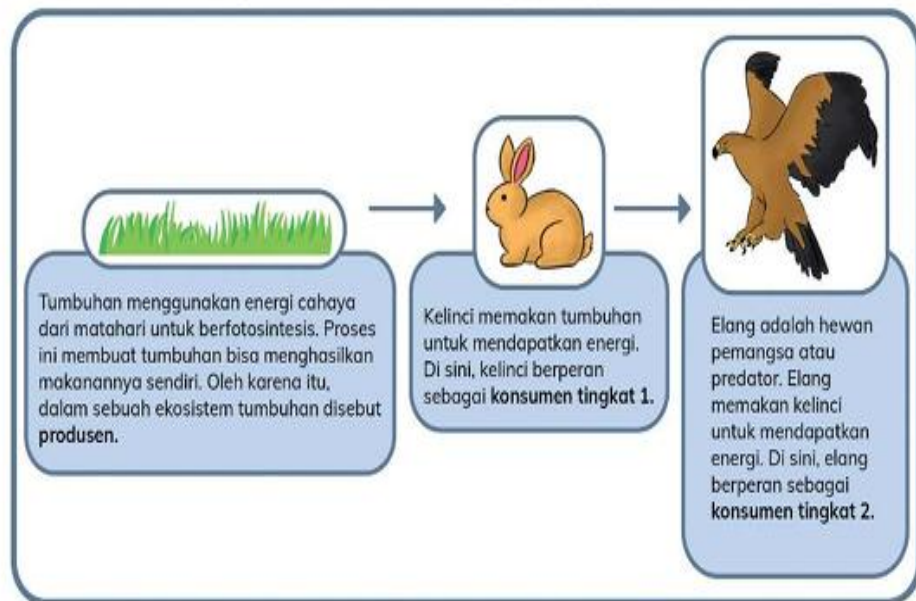 Tumbuhan menggunakan energi cahaya
dari matahari untuk berfotosintesis. Proses
ini membuat tumbuhan bisa menghasilkan
makanannya sendiri. Oleh karena itu,
dalam sebuah ekosistem tumbuhan disebut
produsen.
Kelinci memakan tumbuhan
untuk mendapatkan energi.
Di sini, kelinci berperan
sebagai konsumen tingkat 1.
Elang adalah hewan
pemangsa atau
predator. Elang
memakan kelinci
untuk mendapatkan
energi. Di sini, elang
berperan sebagai
konsumen tingkat 2.